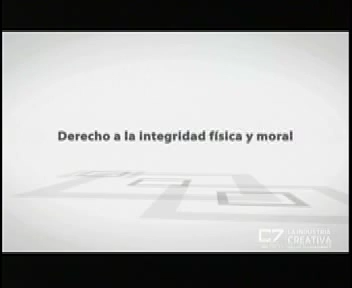 Derecho a la integridad física y moral
C7
LA INDUSTRIA
CREATIVA